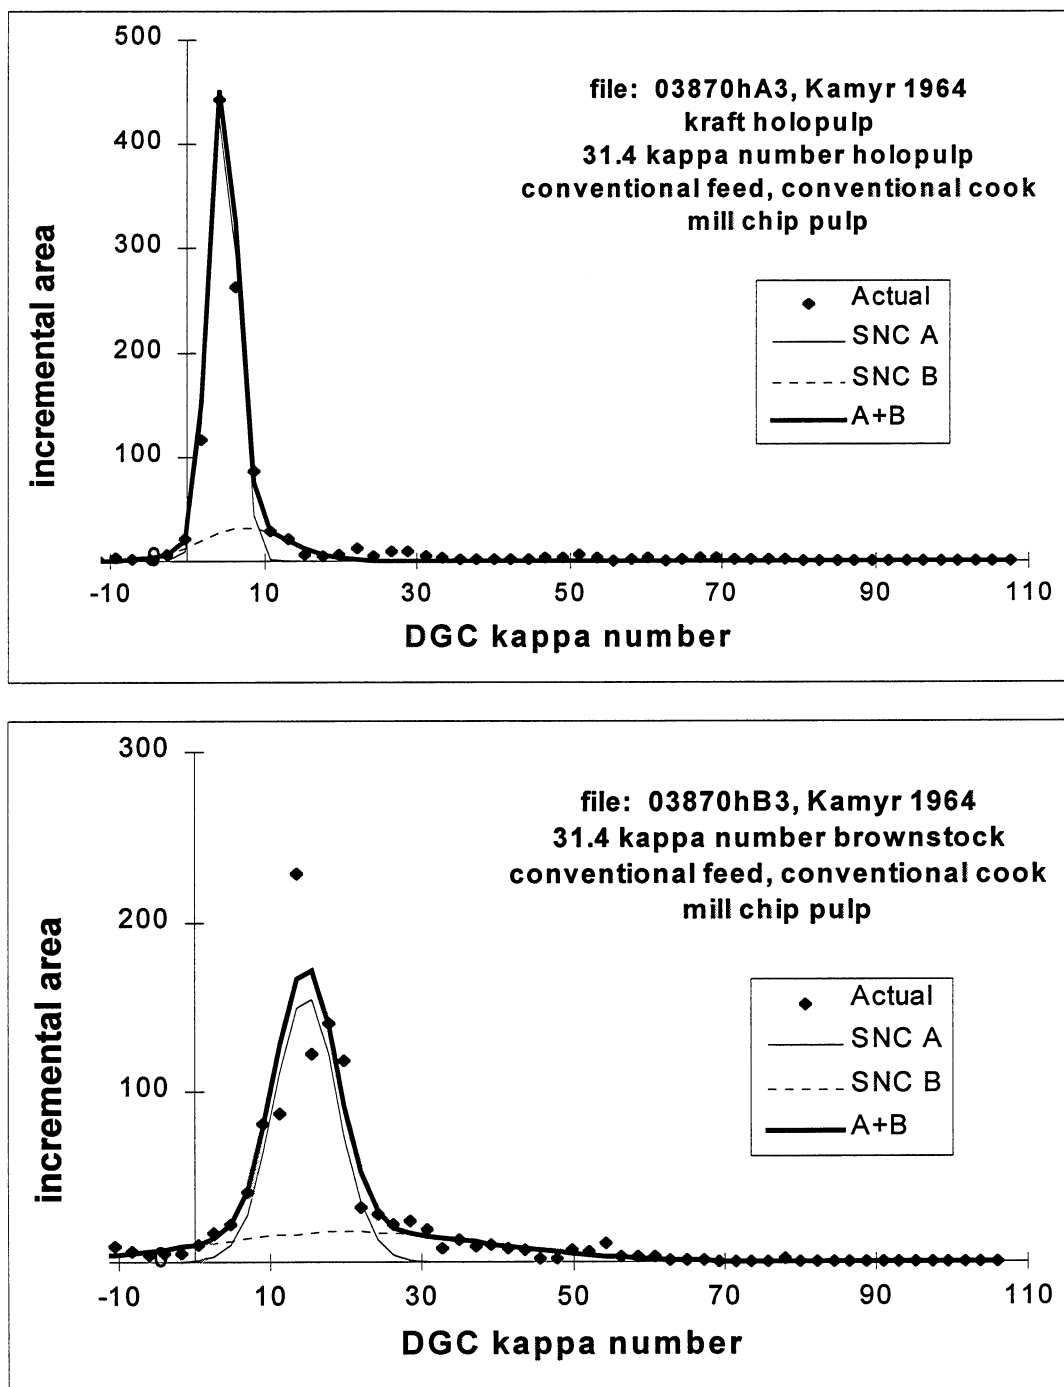 500
400
300
200
100
0
-10 10 30 50 70 90 110
incremental area
DGC kappa number
file: 03870hA3, Kamyr 1964
kraft holopulp
31.4 kappa number holopulp
conventional feed, conventional cook
mill chip pulp
Actual
SNC A
SNC B
A+B
300
200
100
0
-10 10 30 50 70 90 110
incremental area
DGC kappa number
file: 03870hB3, Kamyr 1964
31.4 kappa number brownstock
conventional feed, conventional cook
mill chip pulp
Actual
SNC A
SNC B
A+B